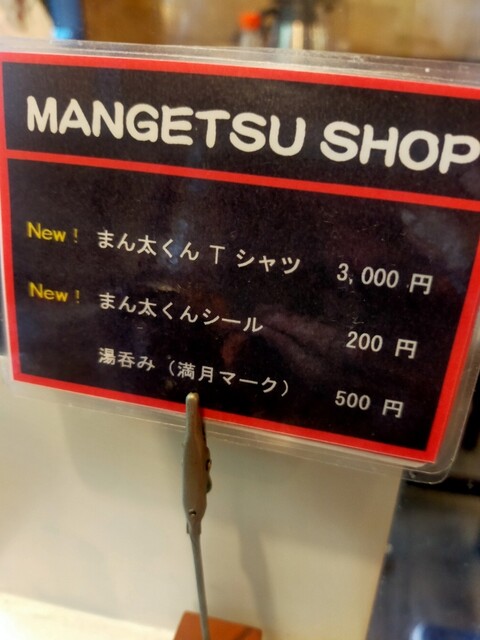 MANGETSU SHOP
New! まん太くん T シャツ 3,000 円
New! まん太くんシール 200 円
湯呑み（満月マーク） 500 円